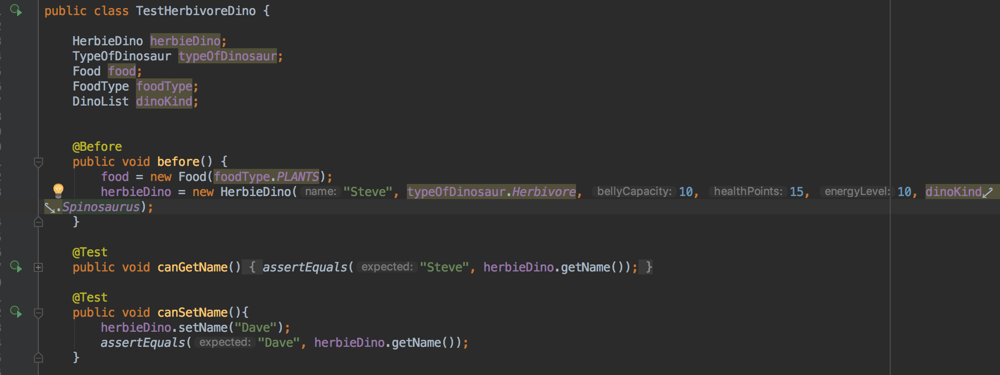 public class TestHerbivoreDino {
HerbieDino herbieDino;
TypeOfDinosaur typeOfDinosaur;
Food food;
FoodType foodType;
DinoList dinoKind;
@Before
public void before() {
food = new Food(foodType.PLANTS);
herbieDino = new HerbieDino( name: "Steve", typeOfDinosaur.Herbivore, bellyCapacity: 10, healthPoints: 15, energyLevel: 10, dinoKind
.Spinosaurus);
}
@Test
public void canGetName() { assertEquals( expected: "Steve", herbieDino.getName()); }
@Test
public void canSetName(){
herbieDino.setName("Dave");
assertEquals( expected: "Dave", herbieDino.getName());
}